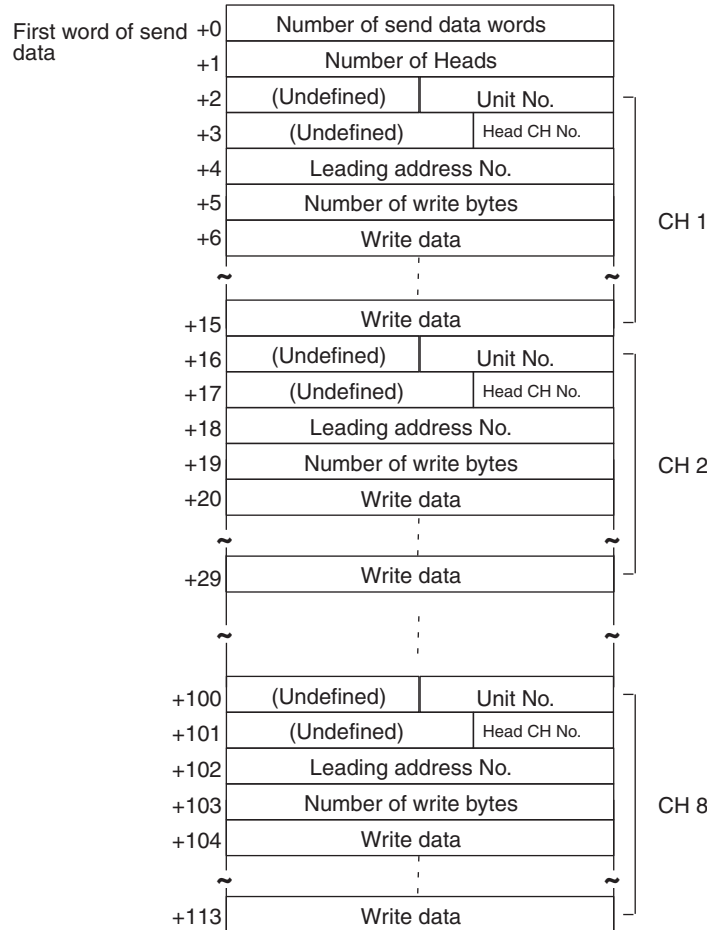 First word of send
data
+0 Number of send data words
+1 Number of Heads
+2 (Undefined) Unit No.
+3 (Undefined) Head CH No.
+4 Leading address No.
+5 Number of write bytes
+6 Write data
CH 1
+15 Write data
+16 (Undefined) Unit No.
+17 (Undefined) Head CH No.
+18 Leading address No.
+19 Number of write bytes
+20 Write data
CH 2
+29 Write data
+100 (Undefined) Unit No.
+101 (Undefined) Head CH No.
+102 Leading address No.
+103 Number of write bytes
+104 Write data
CH 8
+113 Write data